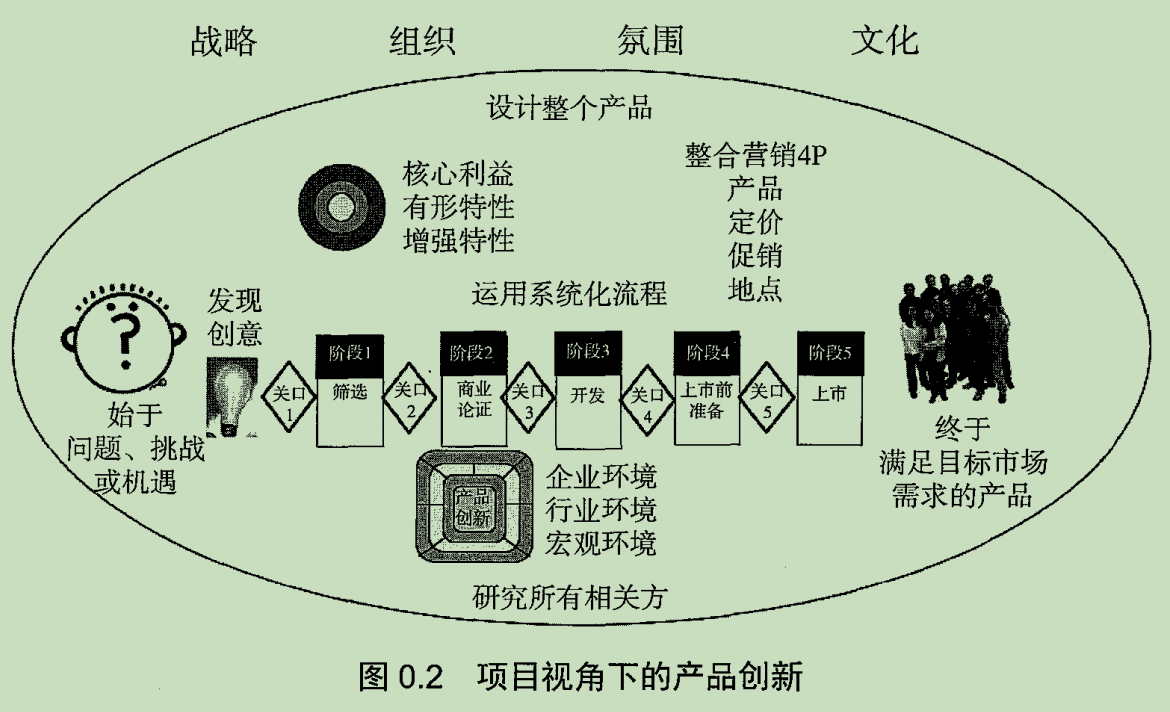 战略 组织 氛围 文化
设计整个产品
核心利益
有形特性
增强特性
整合营销4P
产品
定价
促销
地点
运用系统化流程
发现
创意
始于
问题、挑战
或机遇
关口
1
阶段1
筛选
关口
2
阶段2
商业
论证
关口
3
阶段3
开发
关口
4
阶段4
上市前
准备
关口
5
阶段5
上市
终于
满足目标市场
需求的产品
产品
创新
企业环境
行业环境
宏观环境
研究所有相关方
图 0.2 项目视角下的产品创新